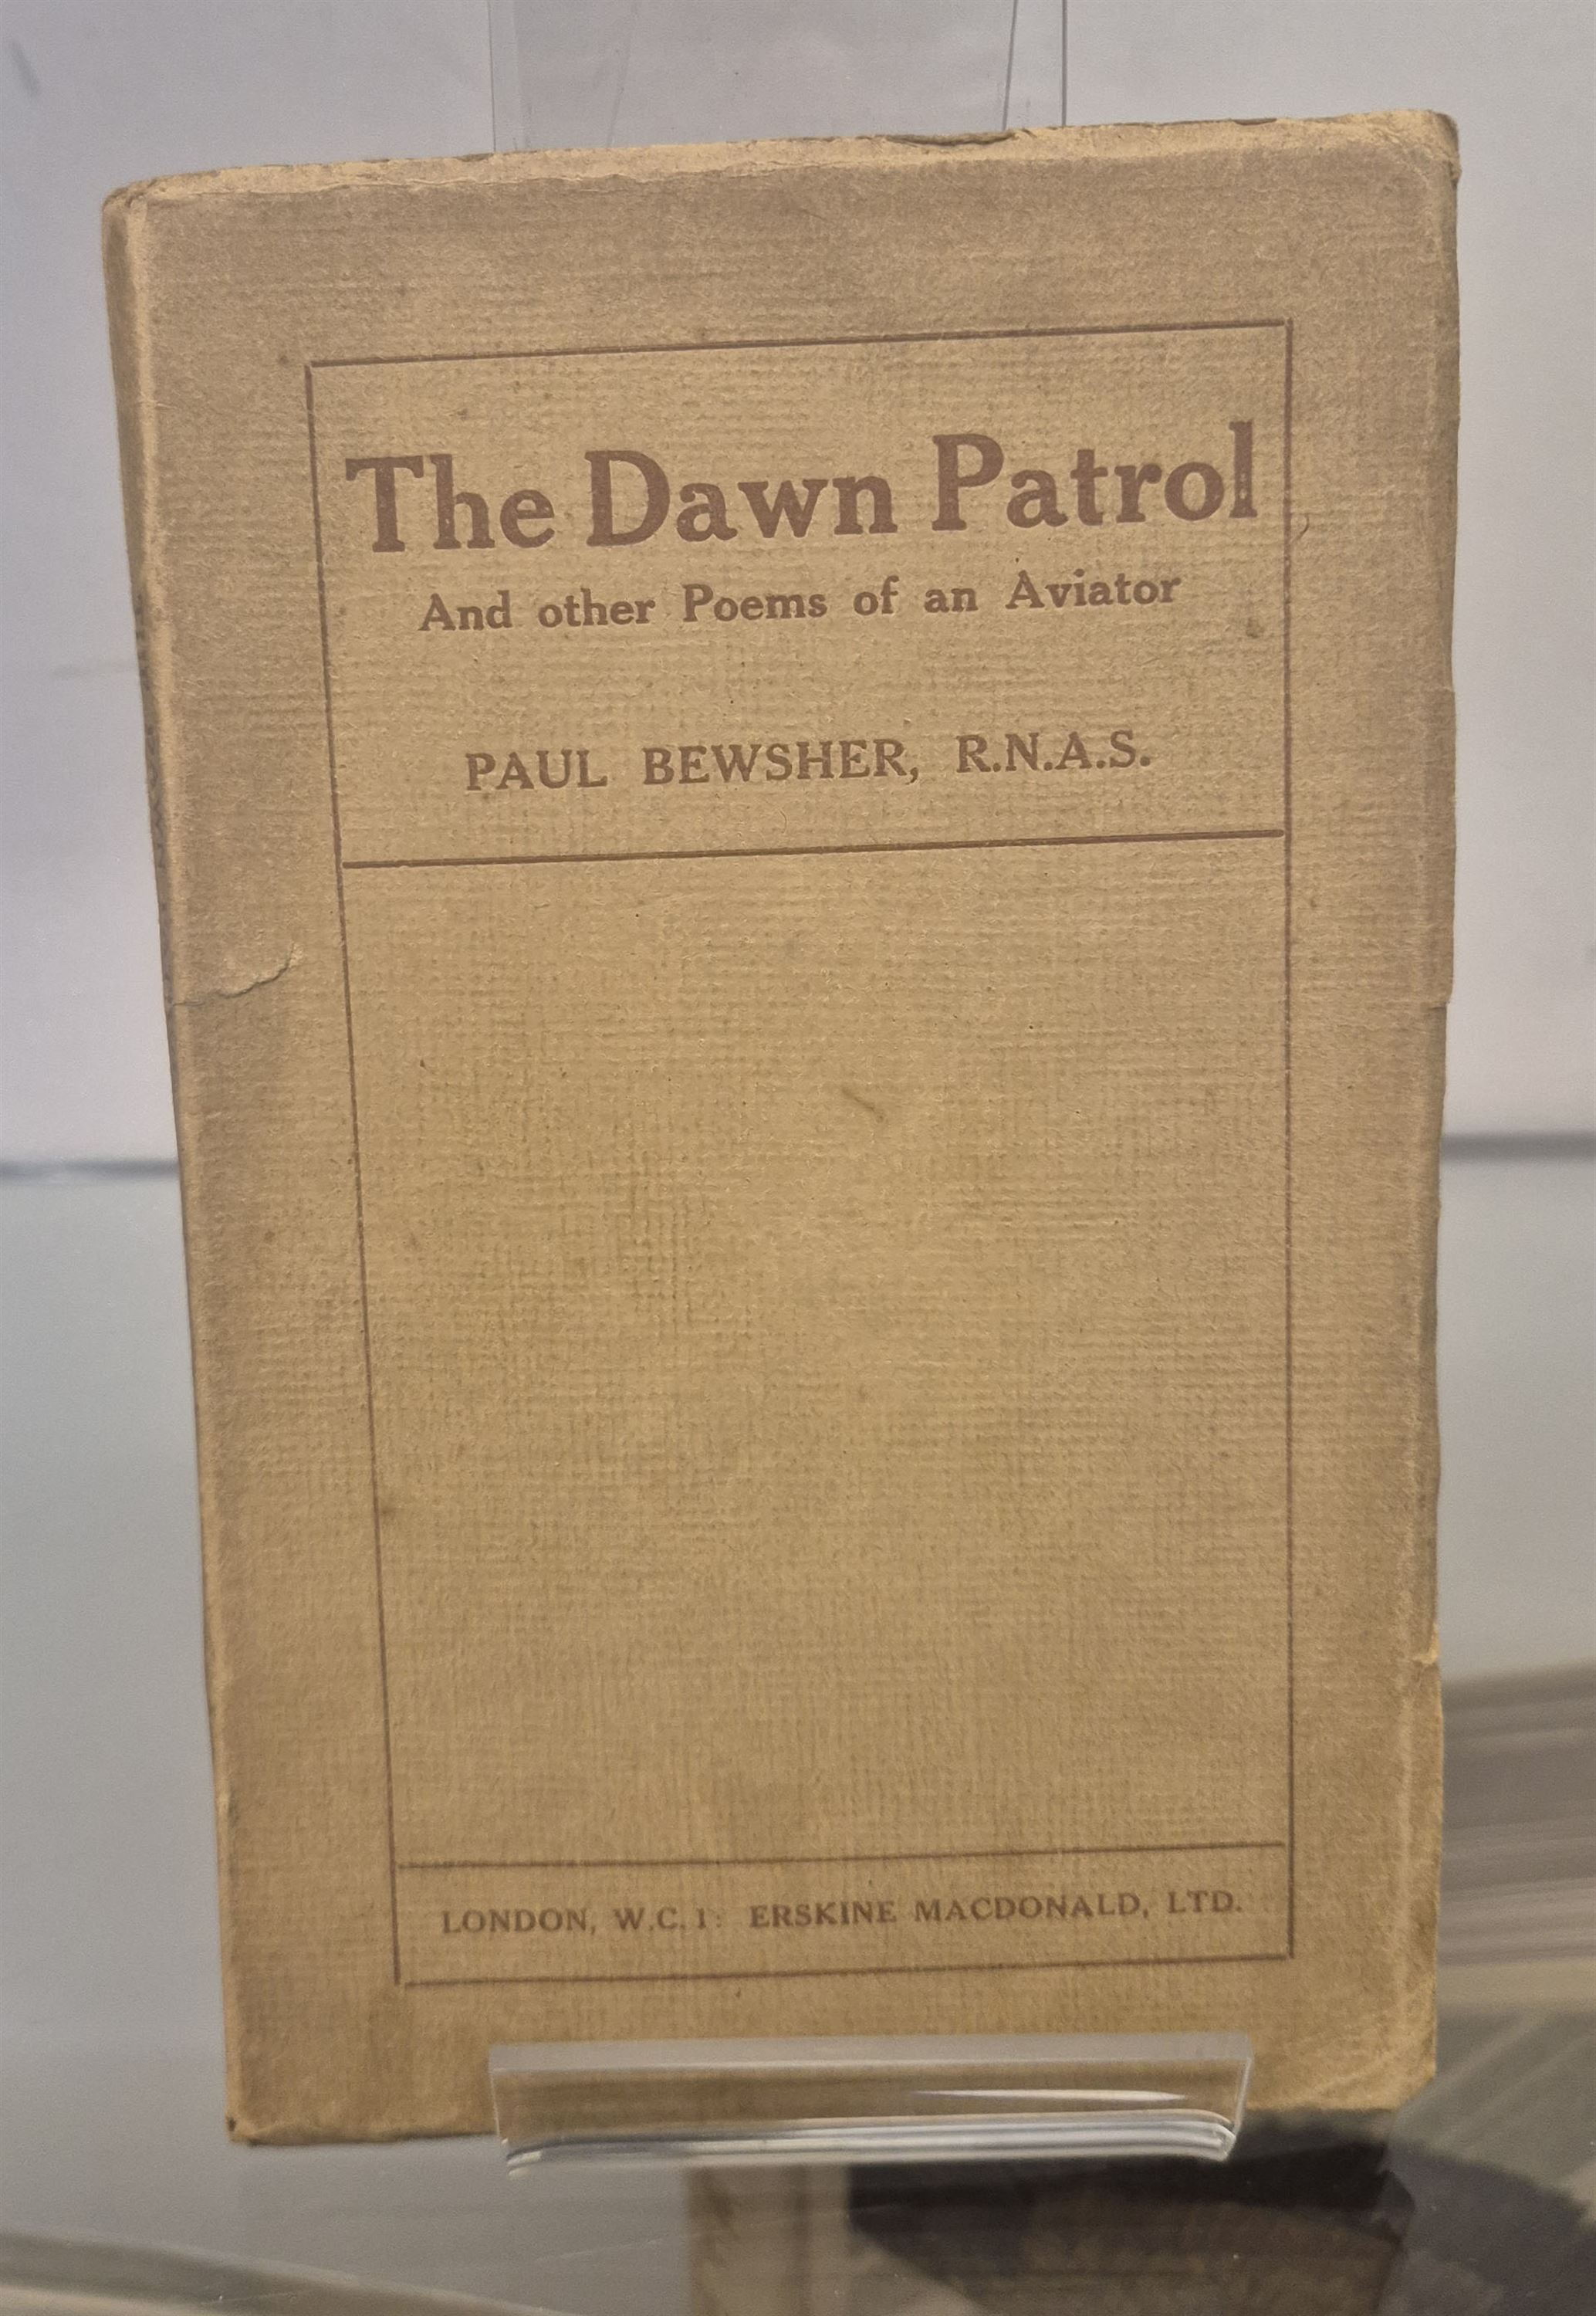 The Dawn Patrol
And other Poems of an Aviator
PAUL BEWSHER, R.N.A.S.
LONDON, W.C. 1: ERSKINE MACDONALD, LTD.